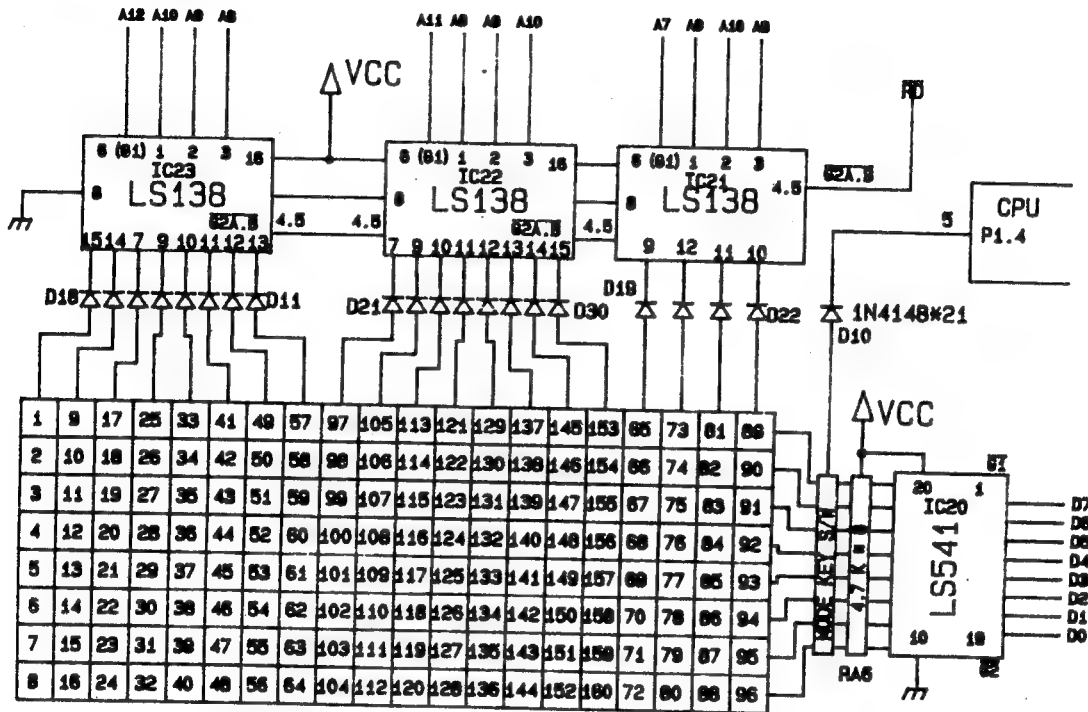 A12 A10 A9 A8 A11 A8 A9 A10 A7 A8 A10 A9
VCC
RD
6 (G1) 1 2 3 16 6 (G1) 1 2 3 16 6 (G1) 1 2 3
IC23 IC22 IC21
8 LS138 8 LS138 8 LS138 4.5 G2A.B
G2A.B 4.5 4.5 G2A.B 4.5
15 14 7 9 10 11 12 13 7 9 10 11 12 13 14 15 9 12 11 10
5 CPU
P1.4
D18 D11 D21 D30 D19 D22 1N4148*21
D10
VCC
1 9 17 25 33 41 49 57 97 105 113 121 129 137 145 153 65 73 81 89
2 10 18 26 34 42 50 58 98 106 114 122 130 138 146 154 66 74 82 90
3 11 19 27 35 43 51 59 99 107 115 123 131 139 147 155 67 75 83 91
4 12 20 28 36 44 52 60 100 108 116 124 132 140 148 156 68 76 84 92
5 13 21 29 37 45 53 61 101 109 117 125 133 141 149 157 69 77 85 93
6 14 22 30 38 46 54 62 102 110 118 126 134 142 150 158 70 78 86 94
7 15 23 31 39 47 55 63 103 111 119 127 135 143 151 159 71 79 87 95
8 16 24 32 40 48 56 64 104 112 120 128 136 144 152 160 72 80 88 96
MODE KEY S/W
4.7 K * 8
RA6
20 1 G1
IC20
LS541
10 19 G2
D7
D6
D5
D4
D3
D2
D1
D0